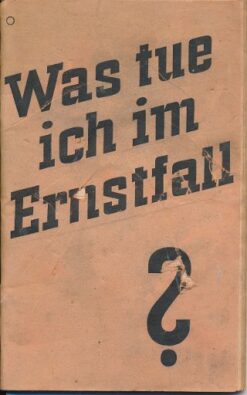 Was tue
ich im
Ernstfall
?